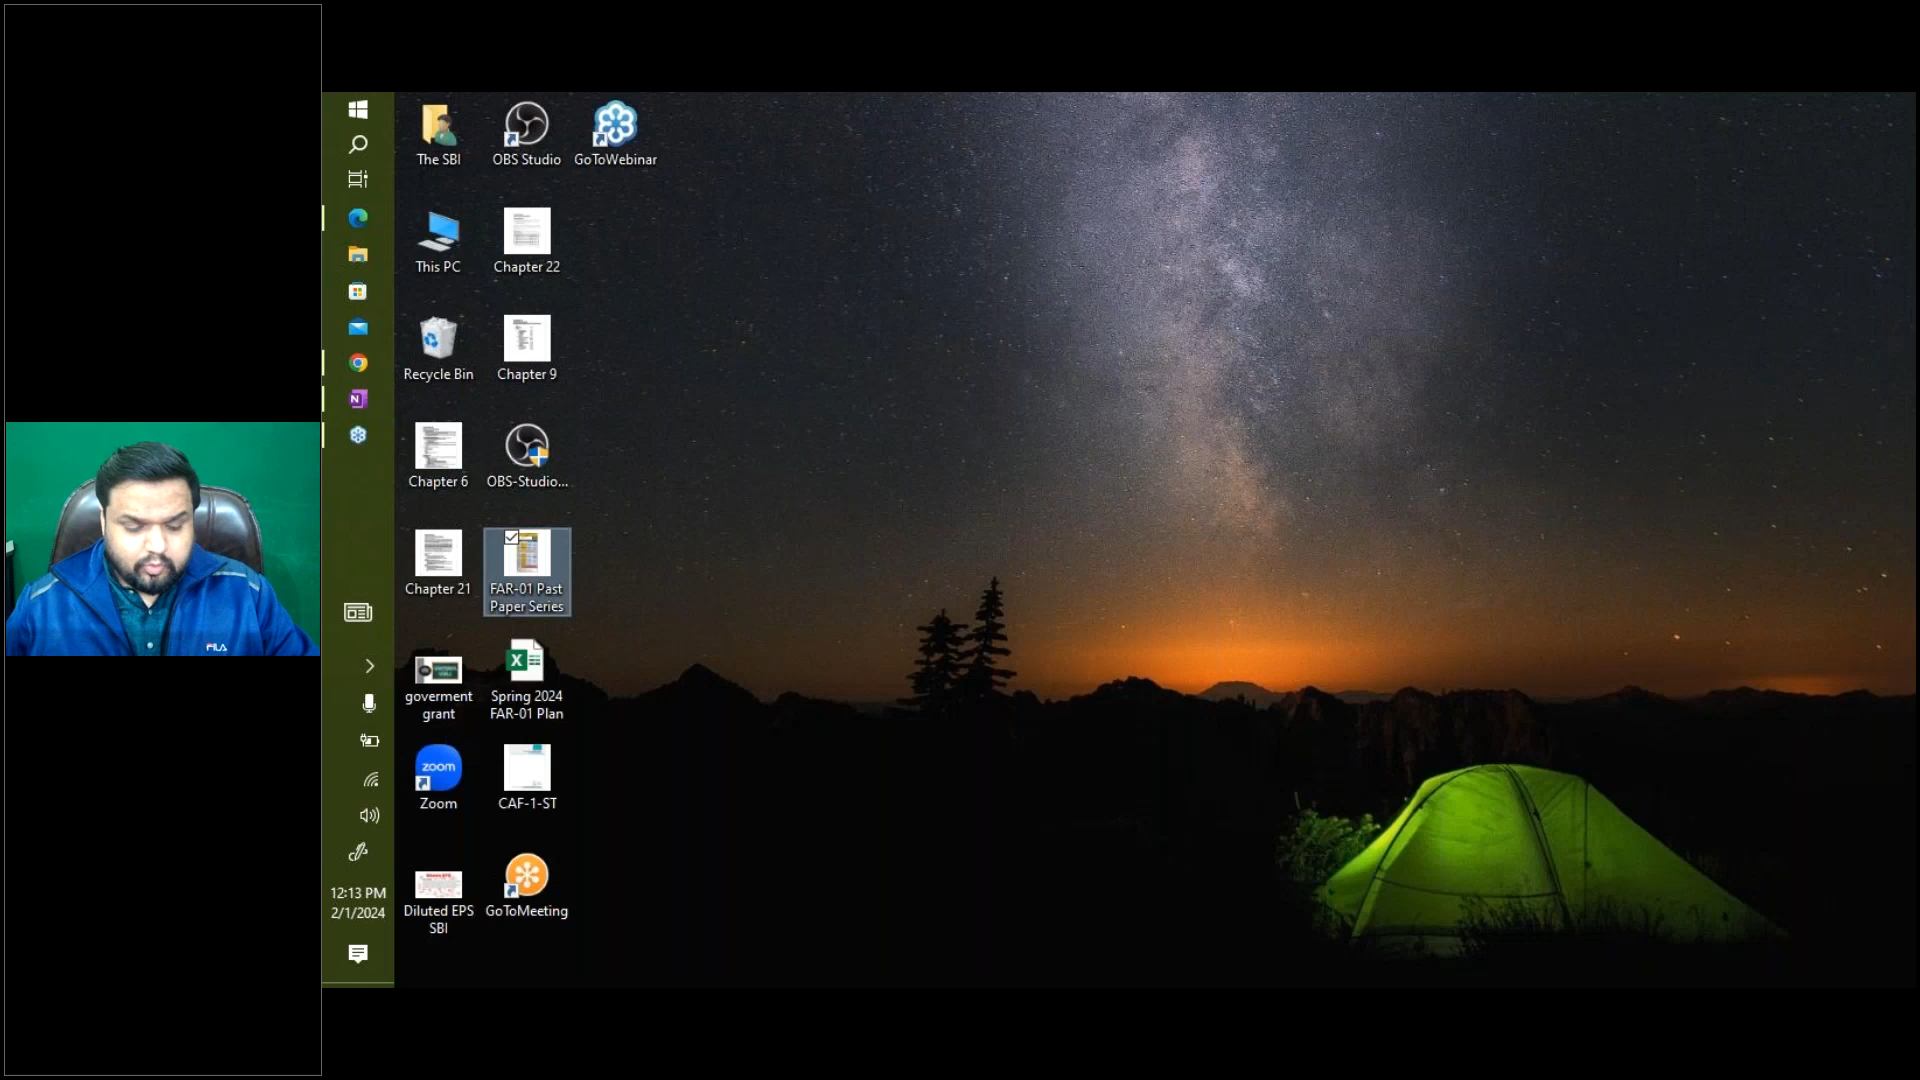 The SBI
OBS Studio
GoToWebinar
This PC
Chapter 22
Recycle Bin
Chapter 9
Chapter 6
OBS-Studio...
Chapter 21
FAR-01 Past
Paper Series
goverment
grant
Spring 2024
FAR-01 Plan
zoom
Zoom
CAF-1-ST
Diluted EPS
SBI
GoToMeeting
12:13 PM
2/1/2024
FILA